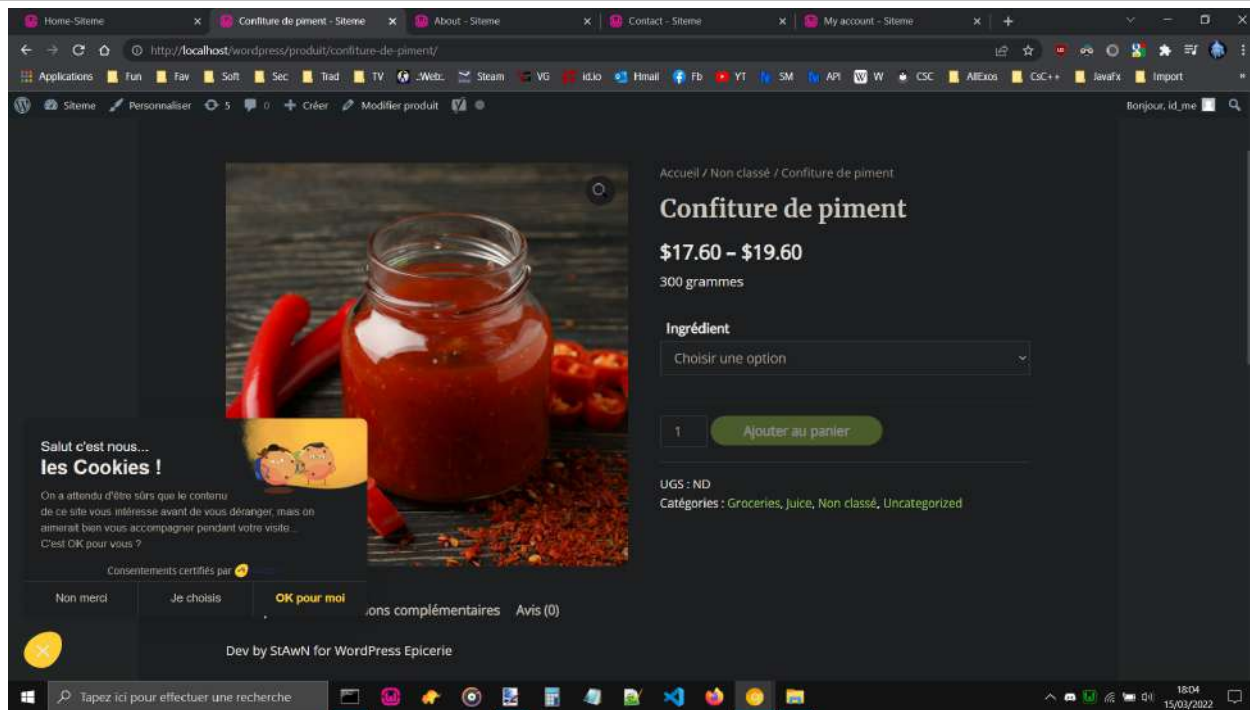 Home-Siteme
Confiture de piment - Siteme
About - Siteme
Contact - Siteme
My account - Siteme
http://localhost/wordpress/produit/confiture-de-piment/
Applications Fun Fav Soft Sec Trad TV .:Web:. Steam VG id.io Hmail Fb YT SM API W CSC AllExos CsC++ JavaFx Import
Siteme Personnaliser 5 0 Créer Modifier produit
Bonjour, id_me
Accueil / Non classé / Confiture de piment
Confiture de piment
$17.60 – $19.60
300 grammes
Ingrédient
Choisir une option
1 Ajouter au panier
UGS : ND
Catégories : Groceries, Juice, Non classé, Uncategorized
Salut c'est nous...
les Cookies !
On a attendu d'être sûrs que le contenu
de ce site vous intéresse avant de vous déranger, mais on
aimerait bien vous accompagner pendant votre visite...
C'est OK pour vous ?
Consentements certifiés par
Non merci Je choisis OK pour moi
ons complémentaires Avis (0)
Dev by StAwN for WordPress Epicerie
Tapez ici pour effectuer une recherche
18:04
15/03/2022